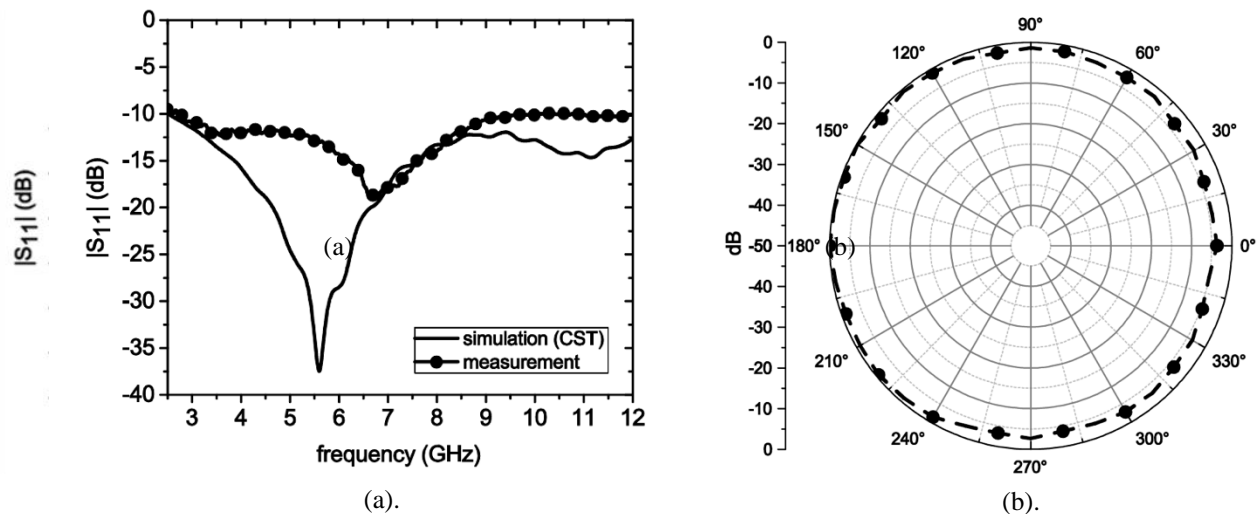 |S11| (dB)
|S11| (dB)
0
-5
-10
-15
-20
-25
-30
-35
-40
(a)
simulation (CST)
measurement
3 4 5 6 7 8 9 10 11 12
frequency (GHz)
(a).
dB
0
-10
-20
-30
-40
-50
-40
-30
-20
-10
0
90°
120° 60°
150° 30°
180° (b) 0°
210° 330°
240° 300°
270°
(b).